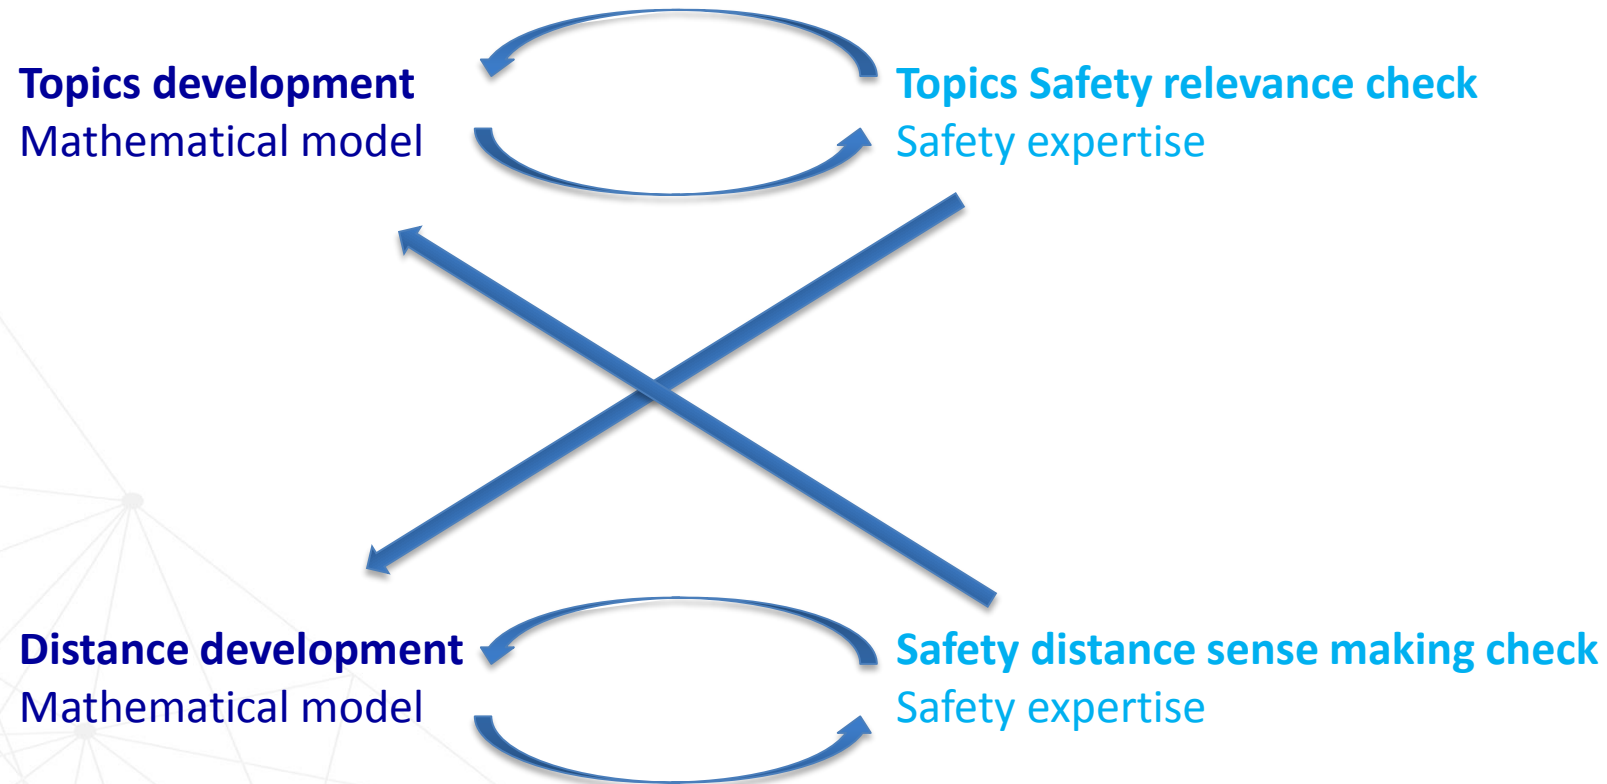 Topics development
Mathematical model
Topics Safety relevance check
Safety expertise
Distance development
Mathematical model
Safety distance sense making check
Safety expertise